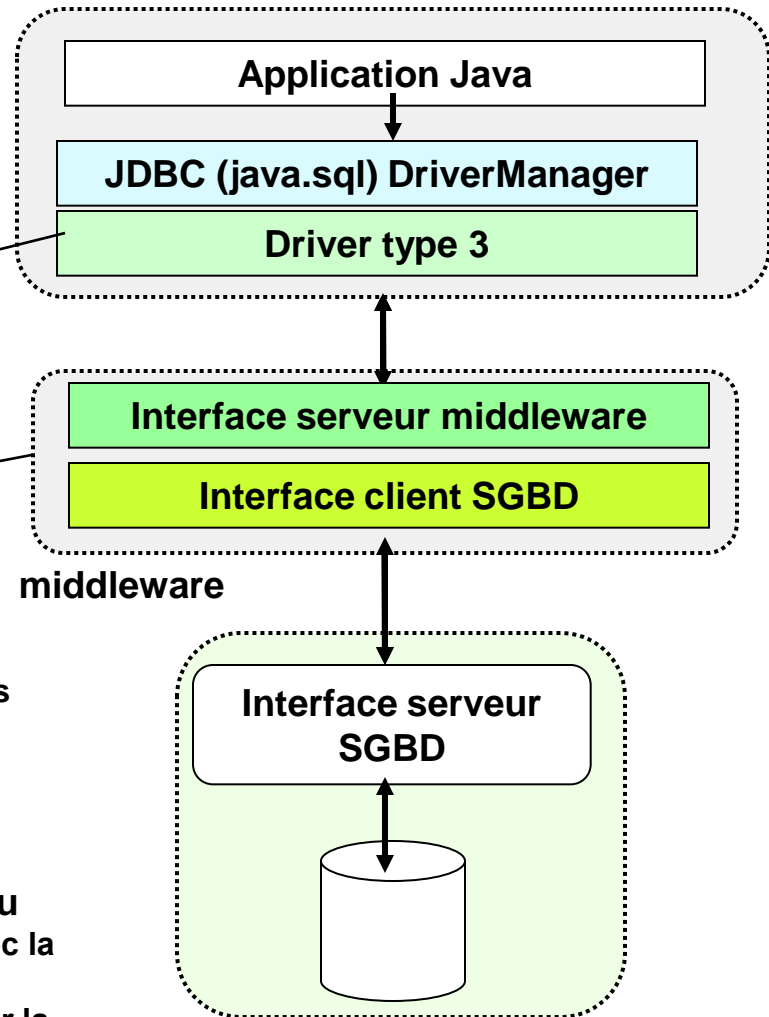 Application Java
JDBC (java.sql) DriverManager
Driver type 3
Interface serveur middleware
Interface client SGBD
middleware
Interface serveur
SGBD
la